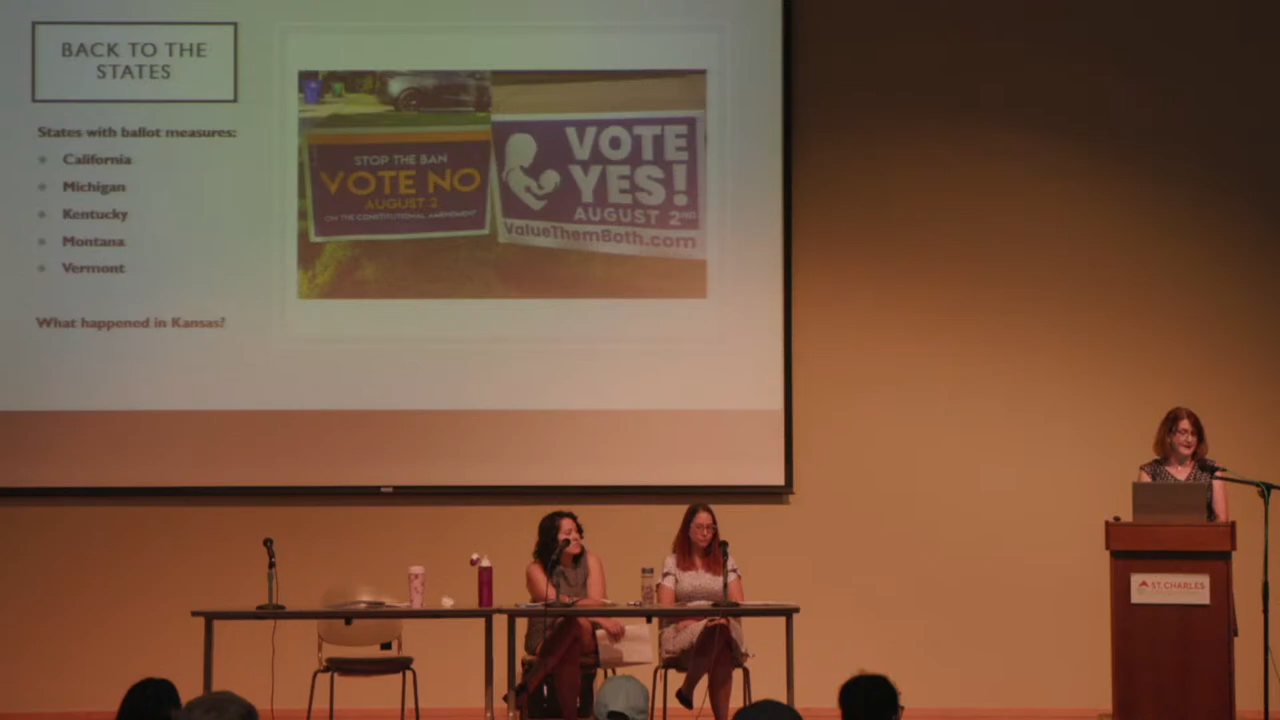 BACK TO THE
STATES
States with ballot measures:
California
Michigan
Kentucky
Montana
Vermont
What happened in Kansas?
STOP THE BAN
VOTE NO
AUGUST 2
ON THE CONSTITUTIONAL AMENDMENT
VOTE
YES!
AUGUST 2ND
ValueThemBoth.com
ST. CHARLES